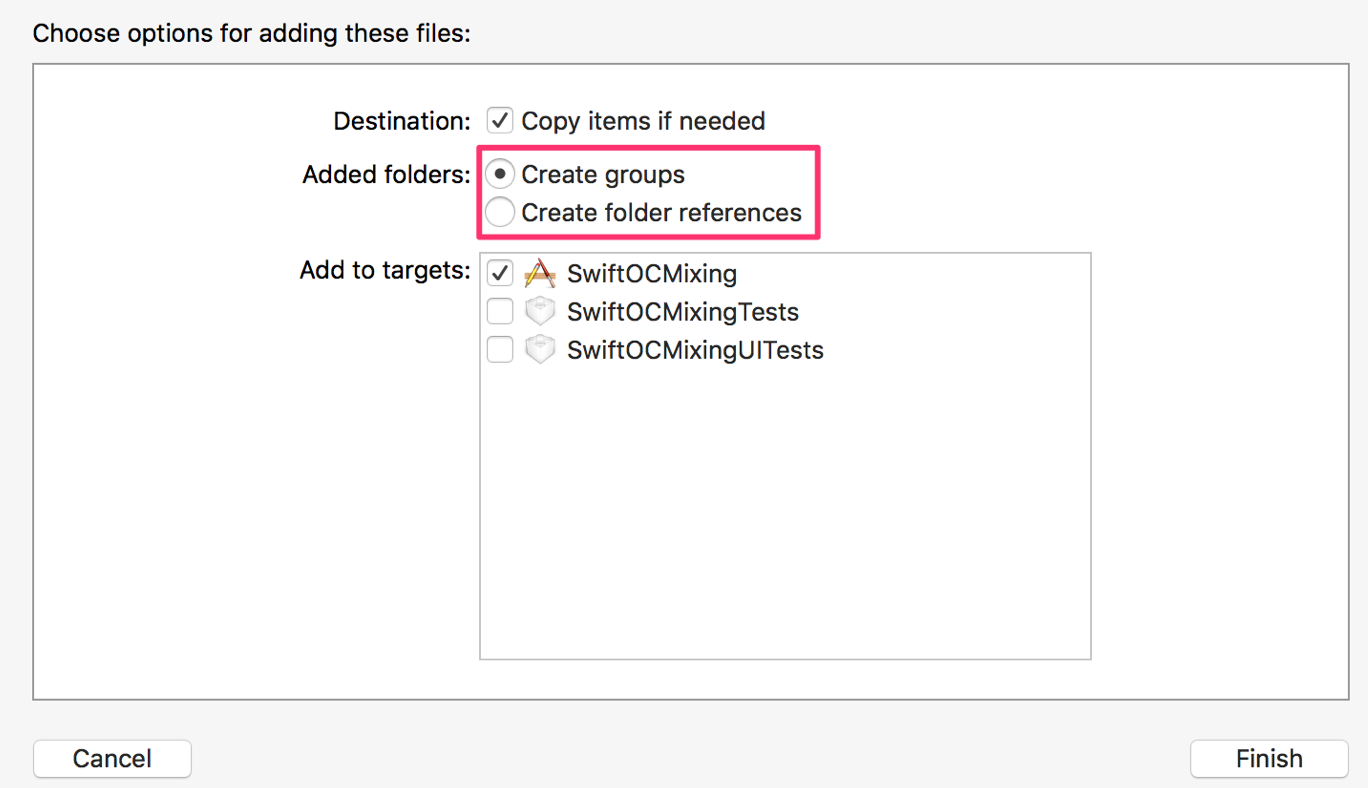 Choose options for adding these files:
Destination: Copy items if needed
Added folders: Create groups
Create folder references
Add to targets: SwiftOCMixing
SwiftOCMixingTests
SwiftOCMixingUITests
Cancel Finish